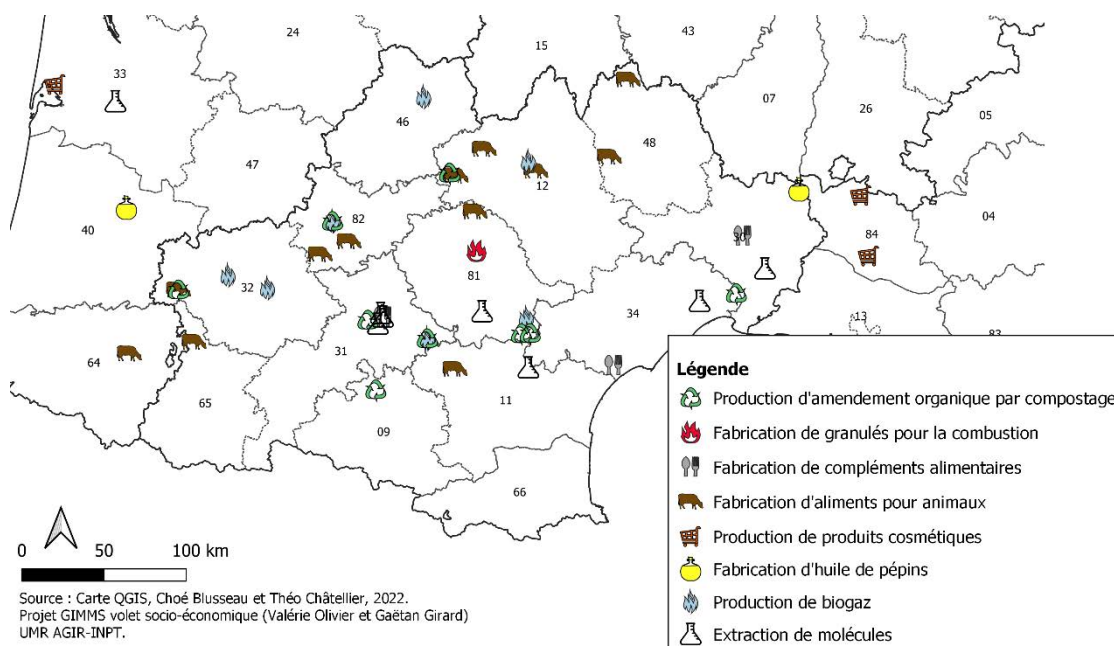 24
15
43
33
07
26
05
46
47
48
12
40
82
04
84
30
81
32
34
13
83
31
64
65
11
09
66
Légende
Production d'amendement organique par compostage
Fabrication de granulés pour la combustion
Fabrication de compléments alimentaires
Fabrication d'aliments pour animaux
Production de produits cosmétiques
Fabrication d'huile de pépins
Production de biogaz
Extraction de molécules
0 50 100 km
Source : Carte QGIS, Choé Blusseau et Théo Châtellier, 2022.
Projet GIMMS volet socio-économique (Valérie Olivier et Gaëtan Girard)
UMR AGIR-INPT.